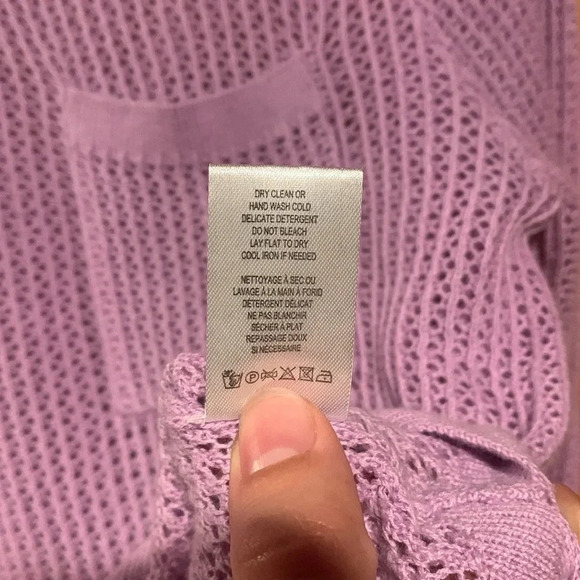 DRY CLEAN OR
HAND WASH COLD
DELICATE DETERGENT
DO NOT BLEACH
LAY FLAT TO DRY
COOL IRON IF NEEDED
NETTOYAGE À SEC OU
LAVAGE À LA MAIN À FORID
DÉTERGENT DÉLICAT
NE PAS BLANCHIR
SÉCHER À PLAT
REPASSAGE DOUX
SI NÉCESSAIRE
P